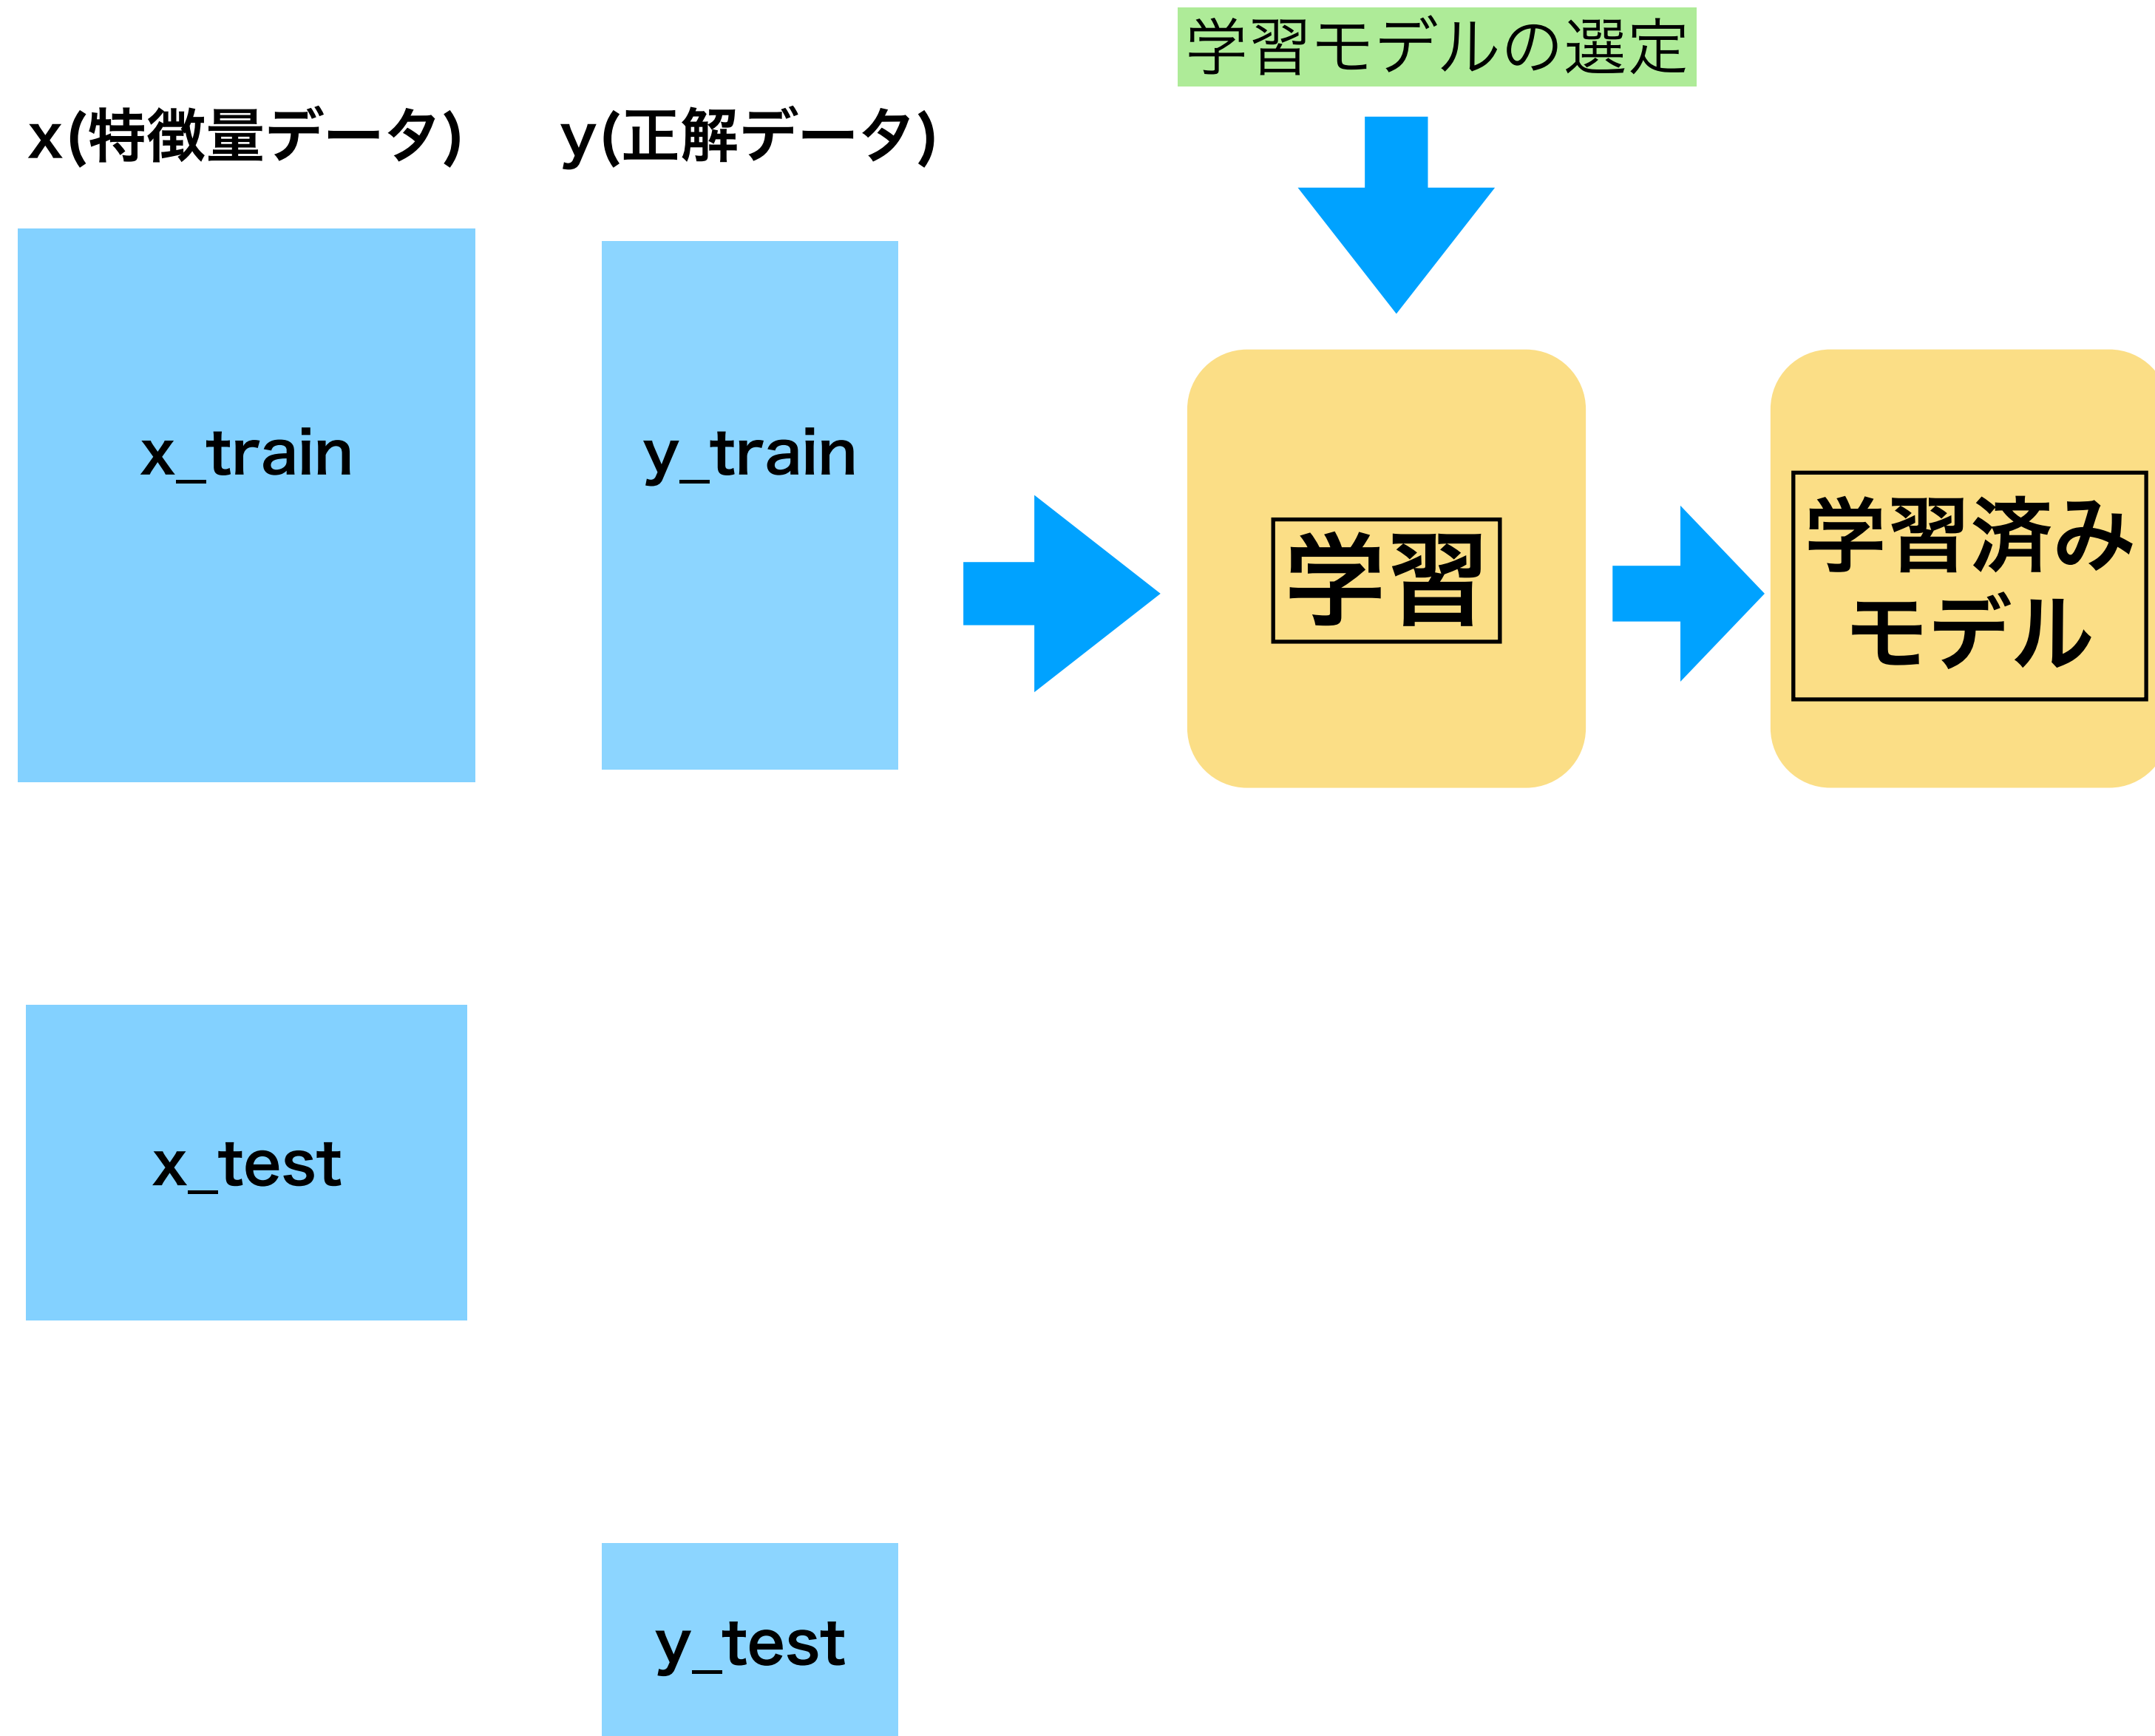 学習モデルの選定
x(特徴量データ)
y(正解データ)
x_train
y_train
学習
学習済み
モデル
x_test
y_test